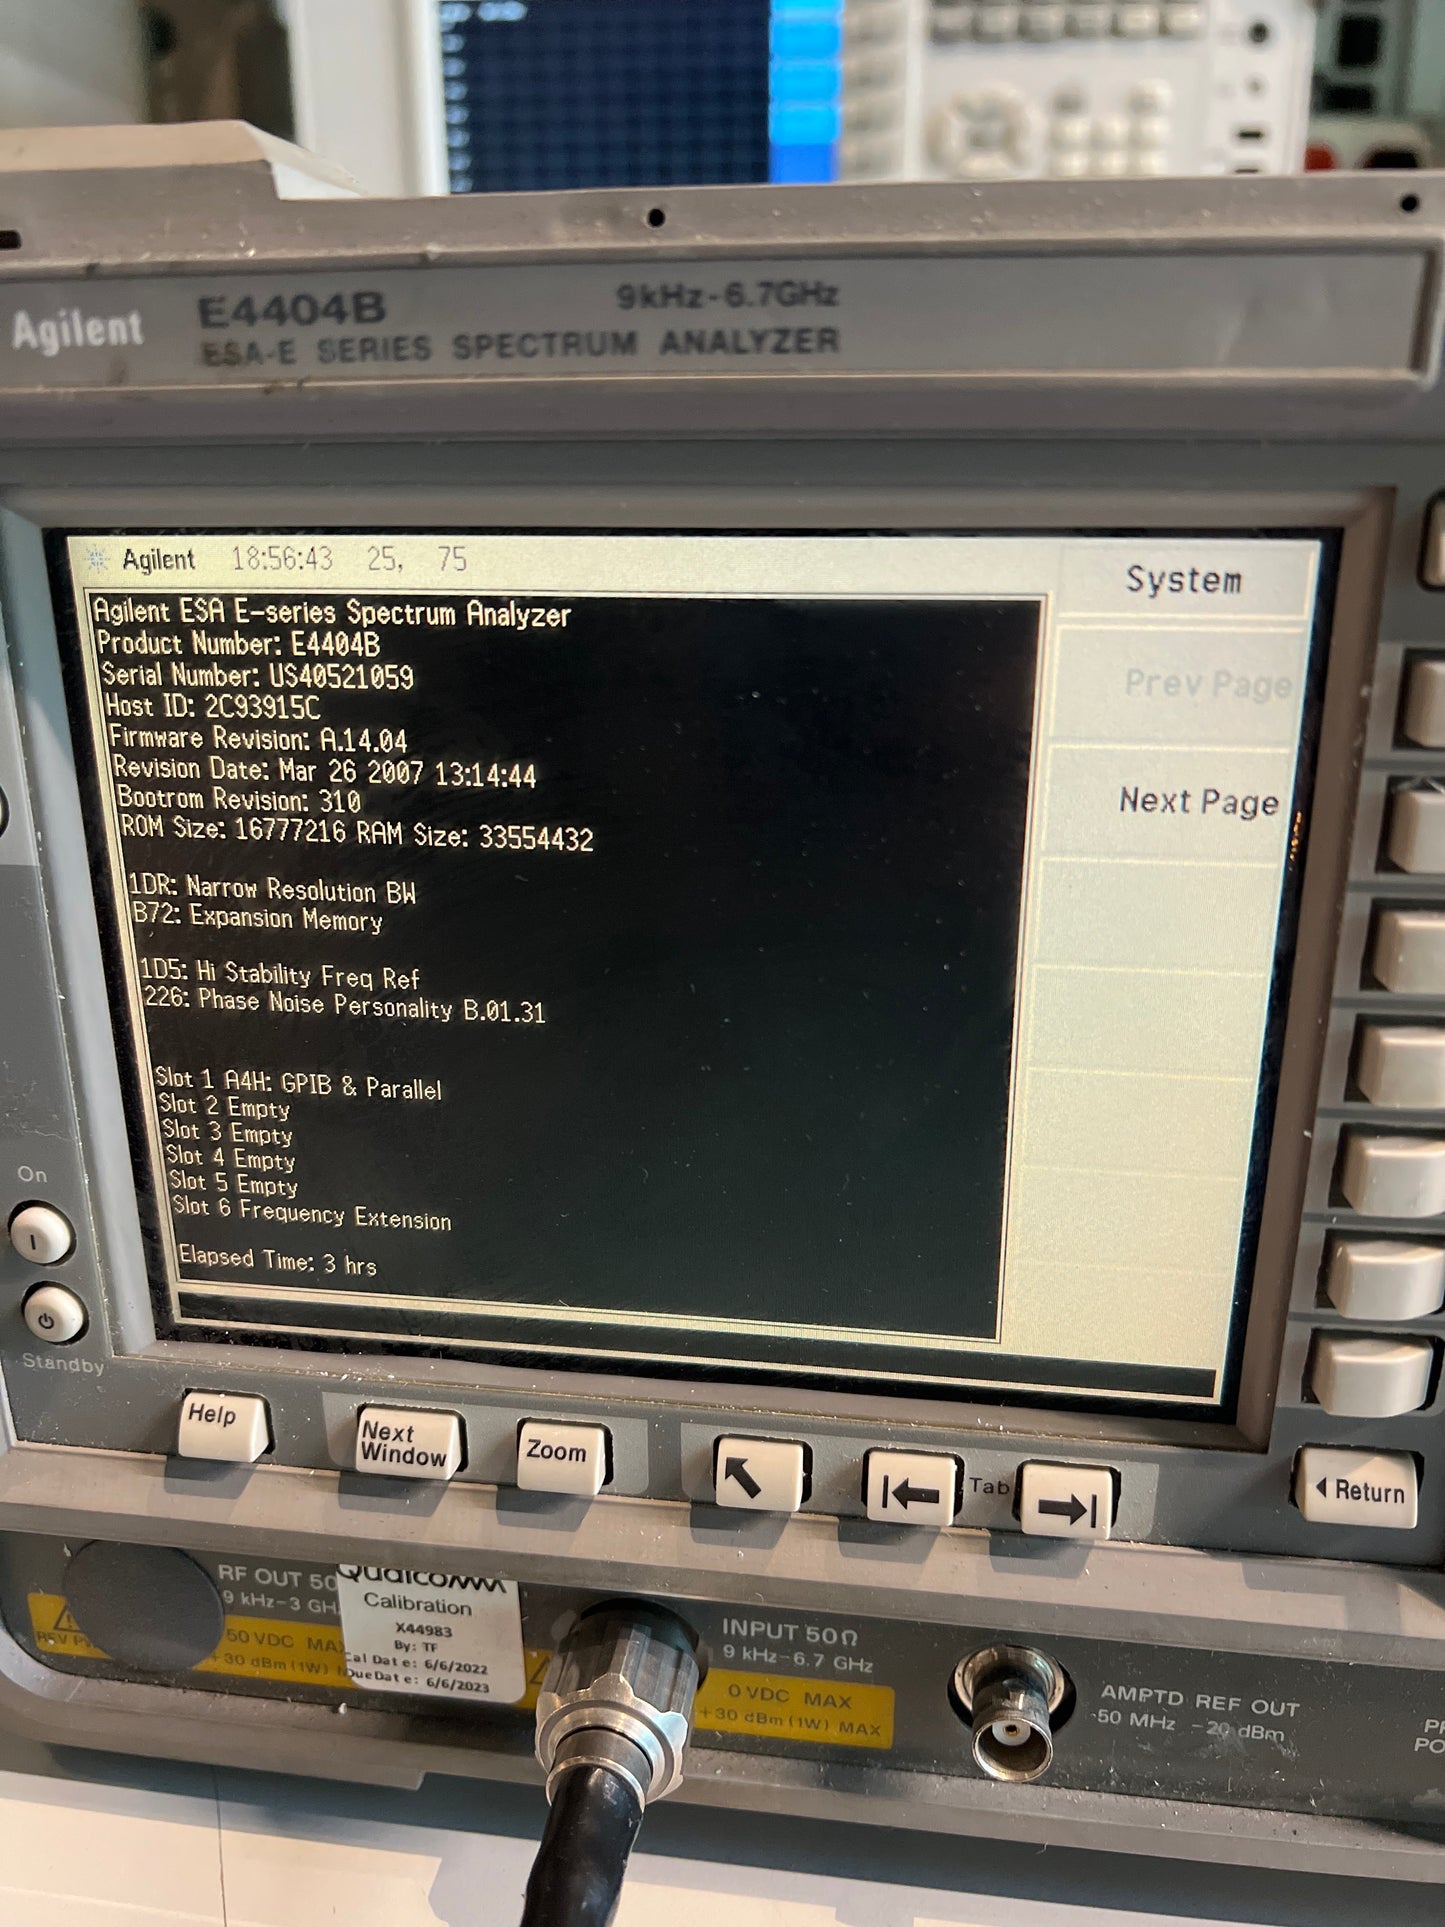 Agilent
E4404B
9kHz-6.7GHz
ESA-E SERIES SPECTRUM ANALYZER
Agilent 18:56:43 25, 75
System
Prev Page
Next Page
Agilent ESA E-series Spectrum Analyzer
Product Number: E4404B
Serial Number: US40521059
Host ID: 2C93915C
Firmware Revision: A.14.04
Revision Date: Mar 26 2007 13:14:44
Bootrom Revision: 310
ROM Size: 16777216 RAM Size: 33554432
1DR: Narrow Resolution BW
B72: Expansion Memory
1D5: Hi Stability Freq Ref
226: Phase Noise Personality B.01.31
Slot 1 A4H: GPIB & Parallel
Slot 2 Empty
Slot 3 Empty
Slot 4 Empty
Slot 5 Empty
Slot 6 Frequency Extension
Elapsed Time: 3 hrs
On
Standby
Help
Next
Window
Zoom
Tab
Return
RF OUT 50
9 kHz-3 GH
50 VDC MA
+30 dBm (1W)
REV
Qualcomm
Calibration
X44983
By: TF
Cal Date: 6/6/2022
Due Date: 6/6/2023
INPUT 50Ω
9 kHz-6.7 GHz
0 VDC MAX
+30 dBm (1W) MAX
AMPTD REF OUT
50 MHz -20 dBm
PO